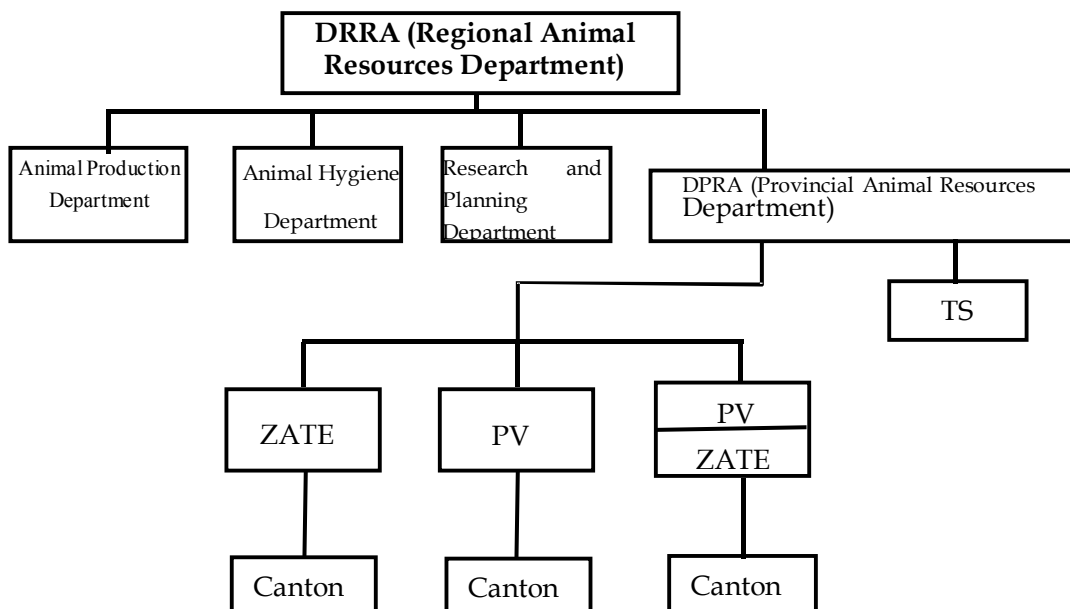 DRRA (Regional Animal
Resources Department)
Animal Production
Department
Animal Hygiene
Department
Research and
Planning
Department
DPRA (Provincial Animal Resources
Department)
TS
ZATE
PV
PV
ZATE
Canton
Canton
Canton